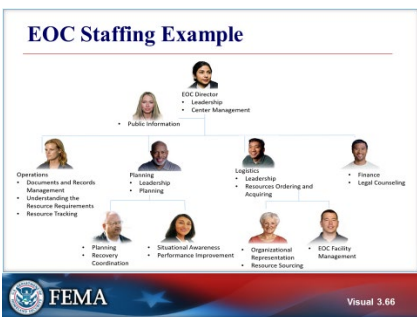 EOC Staffing Example
EOC Director
• Leadership
• Center Management
• Public Information
Operations
• Documents and Records
Management
• Understanding the
Resource Requirements
• Resource Tracking
Planning
• Leadership
• Planning
Logistics
• Leadership
• Resources Ordering and
Acquiring
• Finance
• Legal Counseling
• Planning
• Recovery
Coordination
• Situational Awareness
• Performance Improvement
• Organizational
Representation
• Resource Sourcing
• EOC Facility
Management
FEMA
Visual 3.66